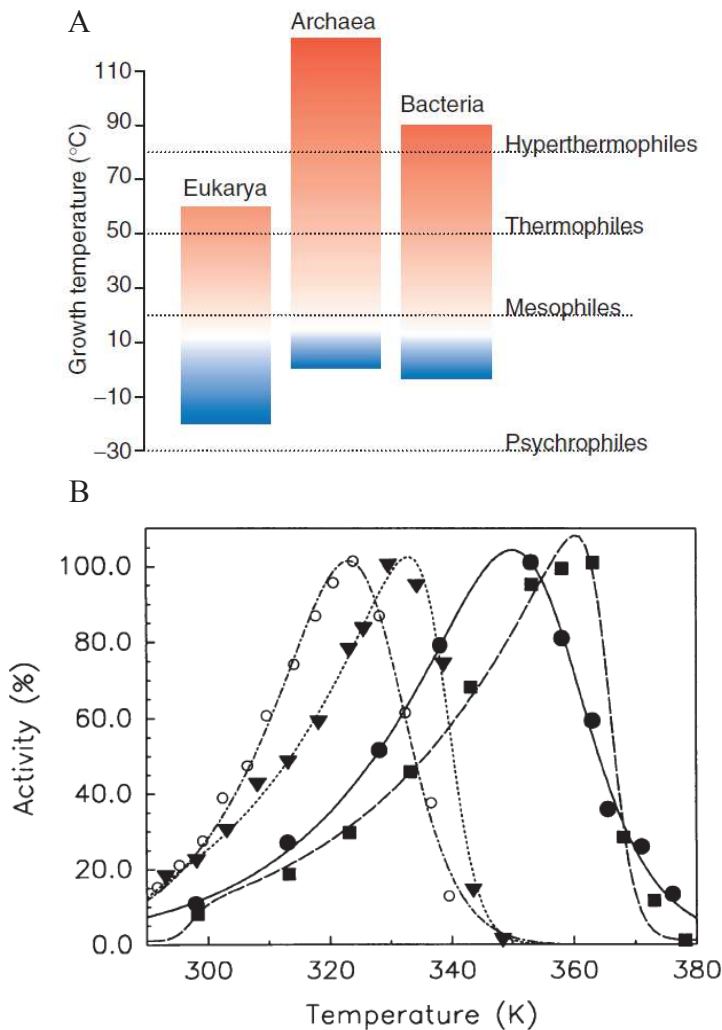 A
Archaea
110
Bacteria
90
Hyperthermophiles
70
Eukarya
Thermophiles
50
30
Mesophiles
10
−10
−30
Psychrophiles
Growth temperature (°C)
B
100.0
80.0
60.0
40.0
20.0
0.0
Activity (%)
300 320 340 360 380
Temperature (K)